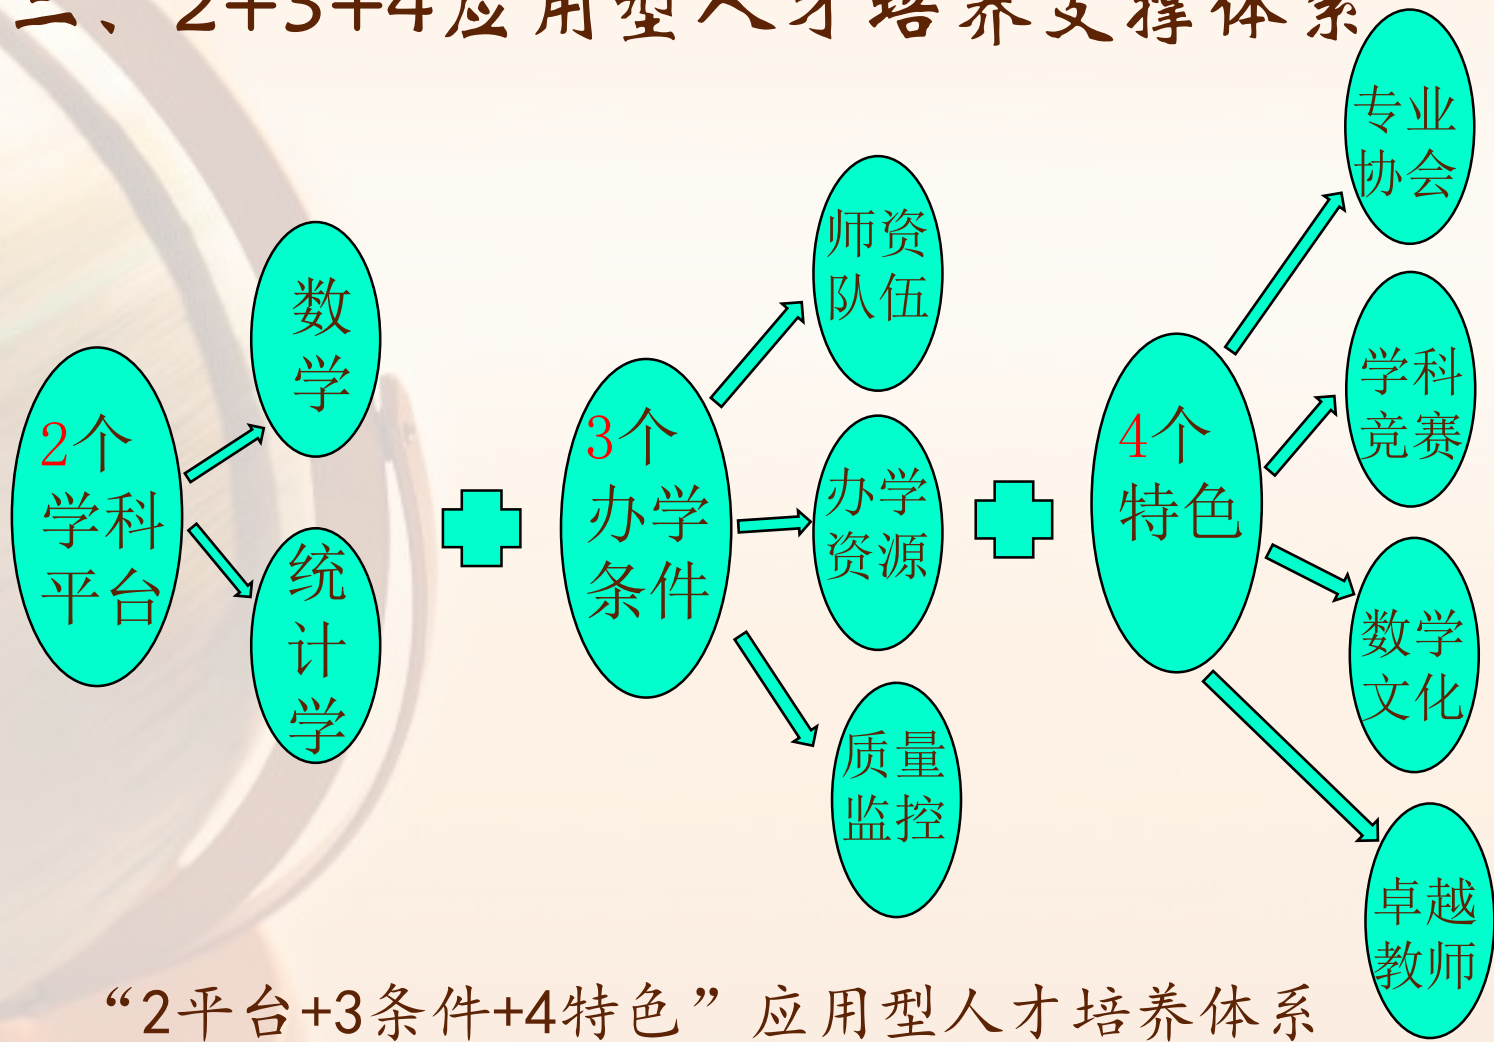 、2+3+4应用型人才培养支撑体系
2个
学科
平台
数
学
统
计
学
3个
办学
条件
师资
队伍
办学
资源
质量
监控
4个
特色
专业
协会
学科
竞赛
数学
文化
卓越
教师
“2平台+3条件+4特色”应用型人才培养体系